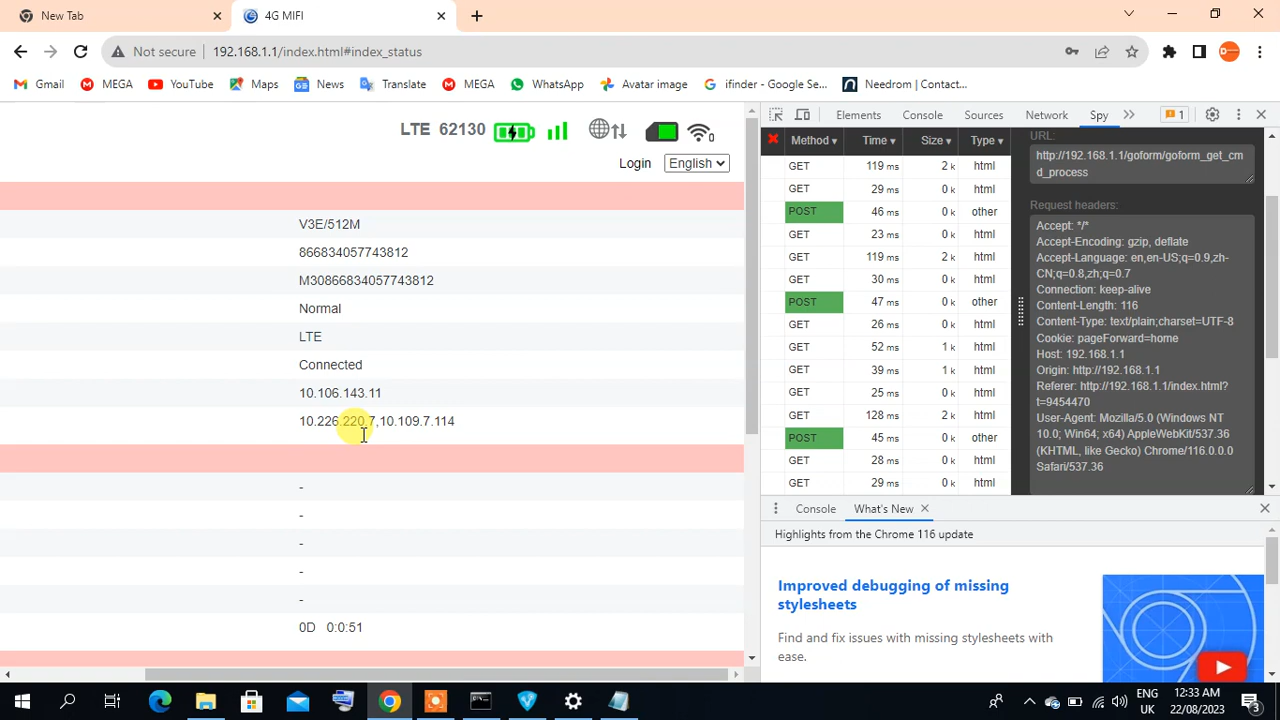 New Tab
4G MIFI
Not secure
192.168.1.1/index.html#index_status
Gmail
MEGA
YouTube
Maps
News
Translate
MEGA
WhatsApp
Avatar image
ifinder - Google Se...
Needrom | Contact...
LTE 62130
0
Login
English
V3E/512M
866834057743812
M30866834057743812
Normal
LTE
Connected
10.106.143.11
10.226.220.7,10.109.7.114
-
-
-
-
-
0D 0:0:51
Elements
Console
Sources
Network
Spy
1
Method
Time
Size
Type
GET 119 ms 2 k html
GET 29 ms 0 k html
POST 46 ms 0 k other
GET 23 ms 0 k html
GET 119 ms 2 k html
GET 30 ms 0 k html
POST 47 ms 0 k other
GET 26 ms 0 k html
GET 52 ms 1 k html
GET 39 ms 1 k html
GET 25 ms 0 k html
GET 128 ms 2 k html
POST 45 ms 0 k other
GET 28 ms 0 k html
GET 29 ms 0 k html
URL:
http://192.168.1.1/goform/goform_get_cm
d_process
Request headers:
Accept: */*
Accept-Encoding: gzip, deflate
Accept-Language: en,en-US;q=0.9,zh-
CN;q=0.8,zh;q=0.7
Connection: keep-alive
Content-Length: 116
Content-Type: text/plain;charset=UTF-8
Cookie: pageForward=home
Host: 192.168.1.1
Origin: http://192.168.1.1
Referer: http://192.168.1.1/index.html?
t=9454470
User-Agent: Mozilla/5.0 (Windows NT
10.0; Win64; x64) AppleWebKit/537.36
(KHTML, like Gecko) Chrome/116.0.0.0
Safari/537.36
Console
What's New
Highlights from the Chrome 116 update
Improved debugging of missing
stylesheets
Find and fix issues with missing stylesheets with
ease.
ENG
UK
12:33 AM
22/08/2023
3